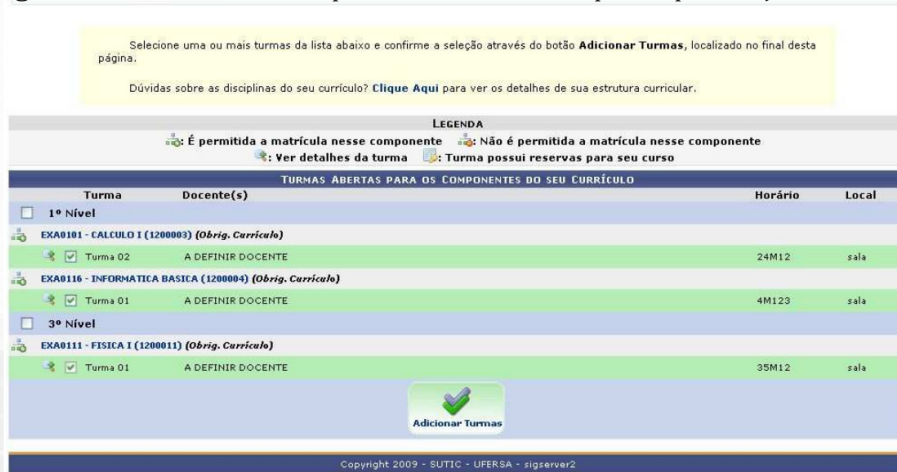 Selecione uma ou mais turmas da lista abaixo e confirme a seleção através do botão Adicionar Turmas, localizado no final desta
página.
Dúvidas sobre as disciplinas do seu currículo? Clique Aqui para ver os detalhes de sua estrutura curricular.
LEGENDA
: É permitida a matrícula nesse componente : Não é permitida a matrícula nesse componente
: Ver detalhes da turma : Turma possui reservas para seu curso
TURMAS ABERTAS PARA OS COMPONENTES DO SEU CURRÍCULO
Turma Docente(s) Horário Local
1º Nível
EXA0101 - CALCULO I (1200003) (Obrig. Currículo)
Turma 02 A DEFINIR DOCENTE 24M12 sala
EXA0116 - INFORMATICA BASICA (1200004) (Obrig. Currículo)
Turma 01 A DEFINIR DOCENTE 4M123 sala
3º Nível
EXA0111 - FISICA I (1200011) (Obrig. Currículo)
Turma 01 A DEFINIR DOCENTE 35M12 sala
Adicionar Turmas
Copyright 2009 - SUTIC - UFERSA - sigserver2